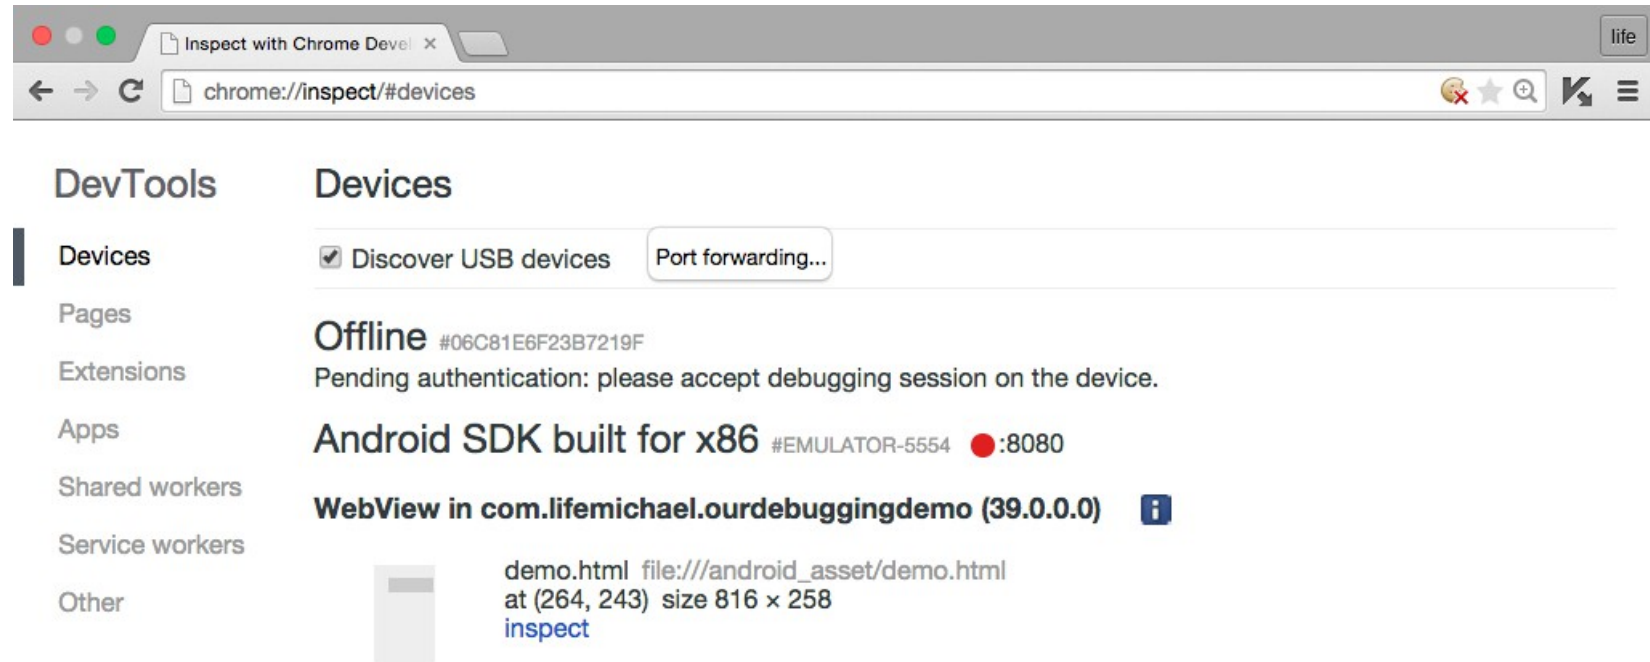 Inspect with Chrome Devel
life
chrome://inspect/#devices
DevTools
Devices
Pages
Extensions
Apps
Shared workers
Service workers
Other
Devices
Discover USB devices Port forwarding...
Offline #06C81E6F23B7219F
Pending authentication: please accept debugging session on the device.
Android SDK built for x86 #EMULATOR-5554 :8080
WebView in com.lifemichael.ourdebuggingdemo (39.0.0.0)
demo.html file:///android_asset/demo.html
at (264, 243) size 816 × 258
inspect